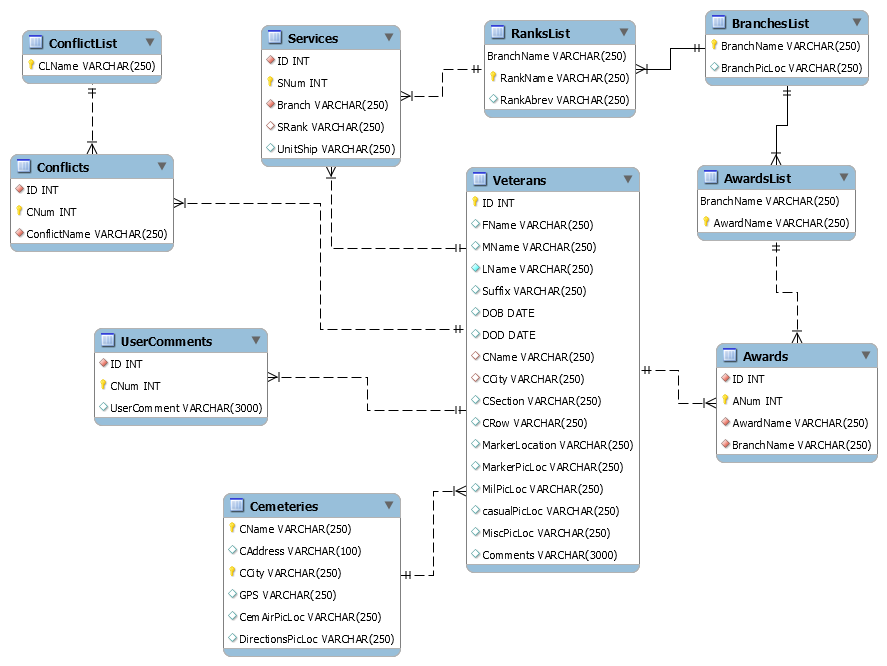 ConflictList
CLName VARCHAR(250)
Services
ID INT
SNum INT
Branch VARCHAR(250)
SRank VARCHAR(250)
UnitShip VARCHAR(250)
RanksList
BranchName VARCHAR(250)
RankName VARCHAR(250)
RankAbrev VARCHAR(250)
BranchesList
BranchName VARCHAR(250)
BranchPicLoc VARCHAR(250)
Conflicts
ID INT
CNum INT
ConflictName VARCHAR(250)
Veterans
ID INT
FName VARCHAR(250)
MName VARCHAR(250)
LName VARCHAR(250)
Suffix VARCHAR(250)
DOB DATE
DOD DATE
CName VARCHAR(250)
CCity VARCHAR(250)
CSection VARCHAR(250)
CRow VARCHAR(250)
MarkerLocation VARCHAR(250)
MarkerPicLoc VARCHAR(250)
MilPicLoc VARCHAR(250)
casualPicLoc VARCHAR(250)
MiscPicLoc VARCHAR(250)
Comments VARCHAR(3000)
AwardsList
BranchName VARCHAR(250)
AwardName VARCHAR(250)
UserComments
ID INT
CNum INT
UserComment VARCHAR(3000)
Awards
ID INT
ANum INT
AwardName VARCHAR(250)
BranchName VARCHAR(250)
Cemeteries
CName VARCHAR(250)
CAddress VARCHAR(100)
CCity VARCHAR(250)
GPS VARCHAR(250)
CemAirPicLoc VARCHAR(250)
DirectionsPicLoc VARCHAR(250)